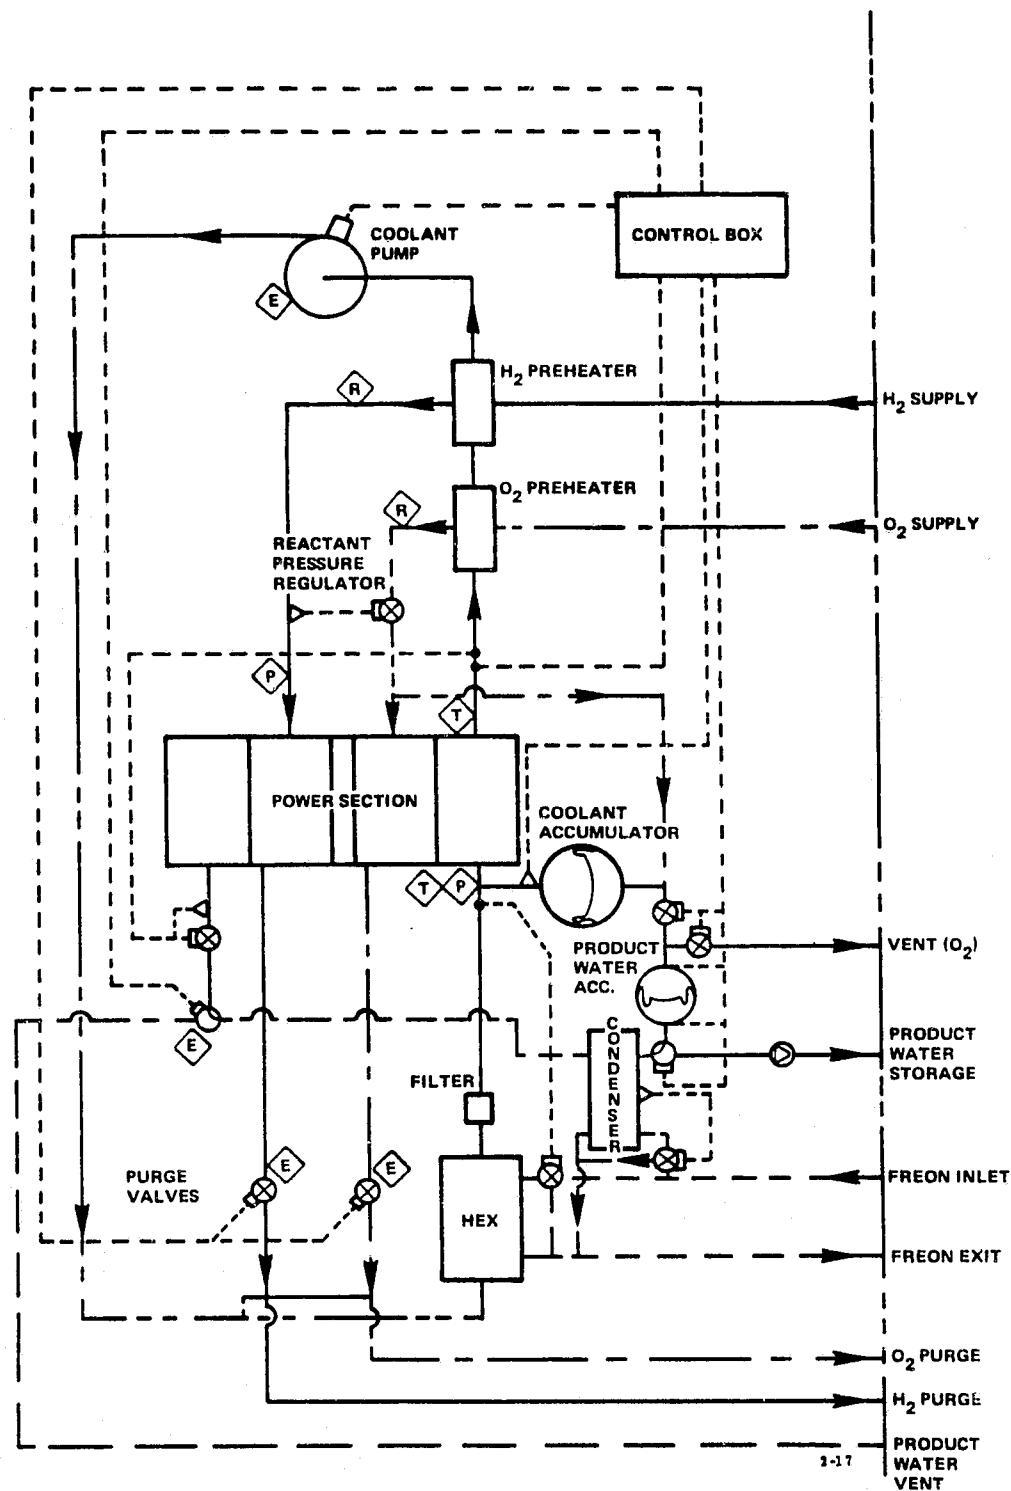 CONTROL BOX
COOLANT
PUMP
E
H2 PREHEATER
R
H2 SUPPLY
O2 PREHEATER
R
O2 SUPPLY
REACTANT
PRESSURE
REGULATOR
P
T
POWER SECTION
COOLANT
ACCUMULATOR
T
P
PRODUCT
WATER
ACC.
VENT (O2)
CONDENSER
E
PRODUCT
WATER
STORAGE
FILTER
E
E
PURGE
VALVES
FREON INLET
HEX
FREON EXIT
O2 PURGE
H2 PURGE
PRODUCT
WATER
VENT
2-17